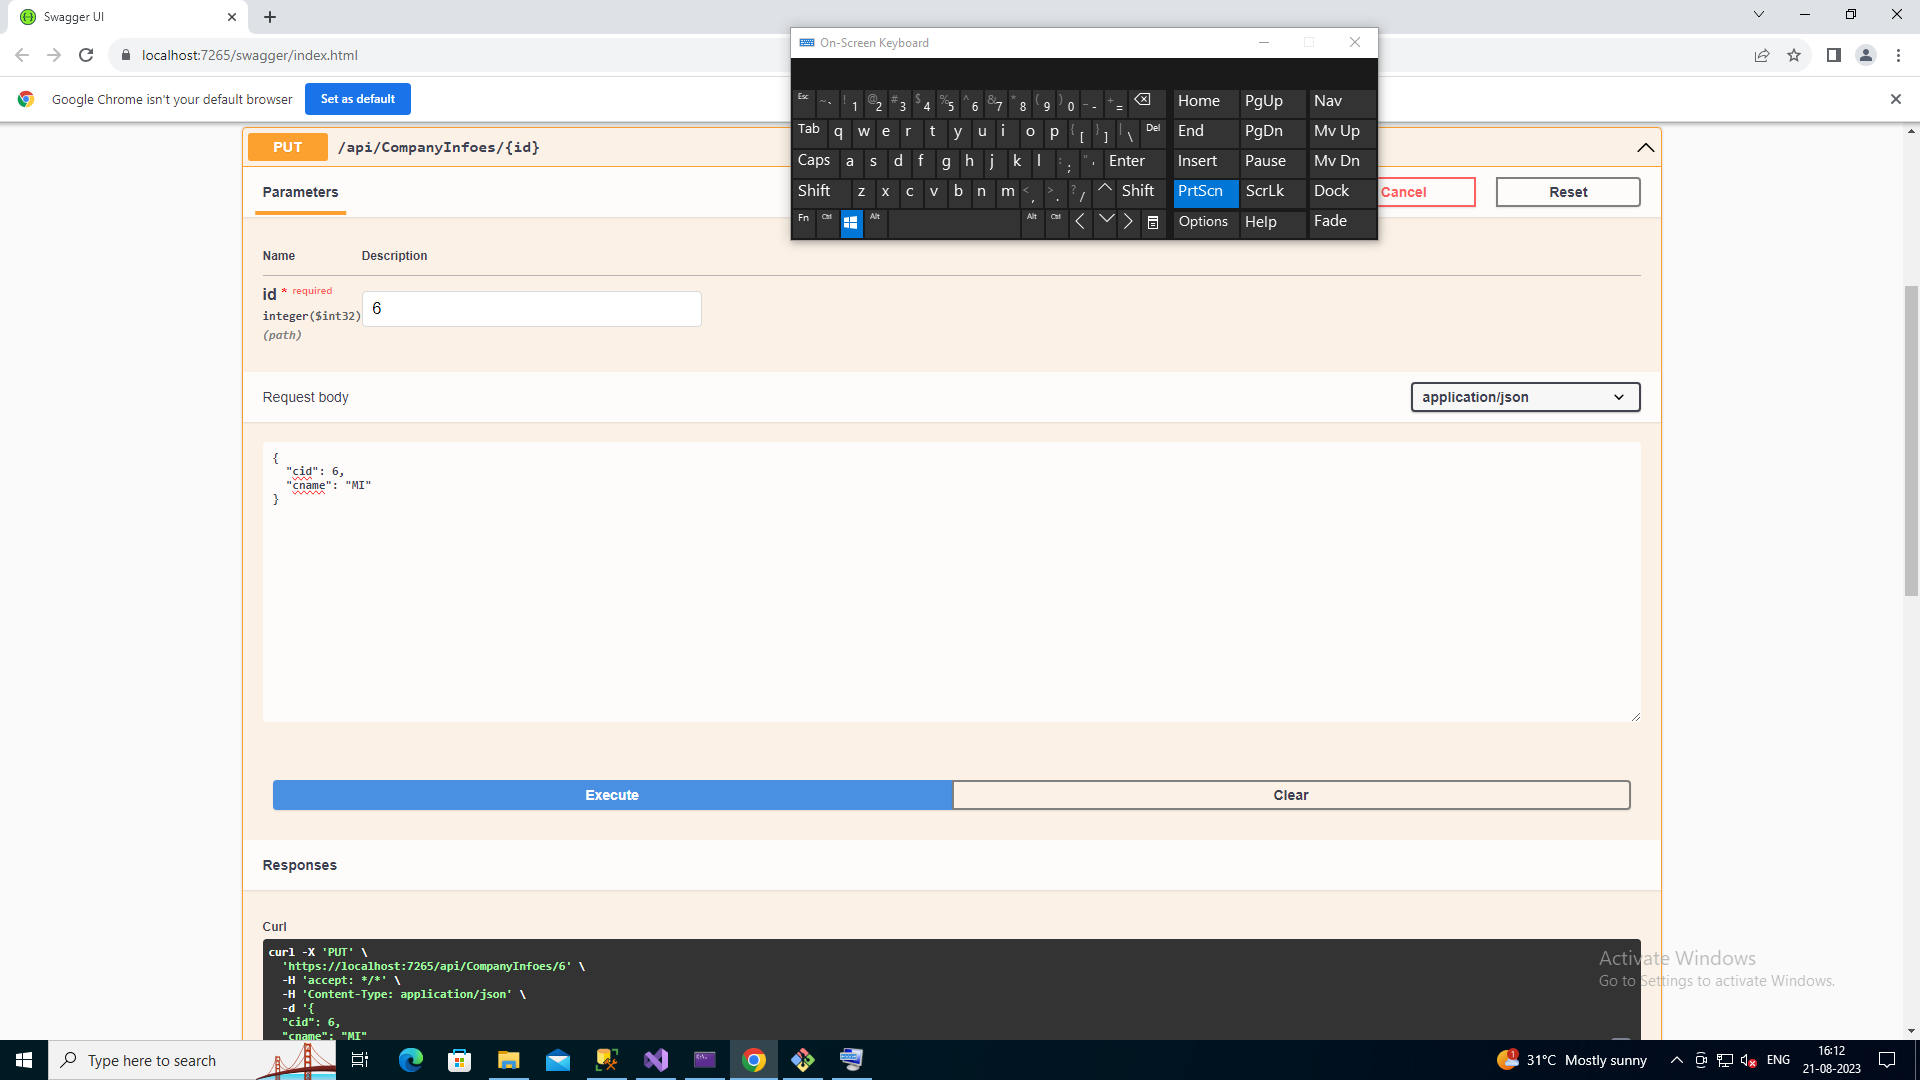 Swagger UI
localhost:7265/swagger/index.html
Google Chrome isn't your default browser
Set as default
On-Screen Keyboard
Esc ~ ` ! 1 @ 2 # 3 $ 4 % 5 ^ 6 & 7 * 8 ( 9 ) 0 _ - + = Home PgUp Nav
Tab q w e r t y u i o p { [ } ] | \ Del End PgDn Mv Up
Caps a s d f g h j k l : ; " ' Enter Insert Pause Mv Dn
Shift z x c v b n m < , > . ? / Shift PrtScn ScrLk Dock
Fn Ctrl Alt Alt Ctrl Options Help Fade
PUT /api/CompanyInfoes/{id}
Parameters
Cancel
Reset
Name Description
id * required
integer($int32)
(path)
6
Request body
application/json
{
"cid": 6,
"cname": "MI"
}
Execute
Clear
Responses
Curl
curl -X 'PUT' \
'https://localhost:7265/api/CompanyInfoes/6' \
-H 'accept: */*' \
-H 'Content-Type: application/json' \
-d '{
"cid": 6,
"cname": "MI"
Activate Windows
Go to Settings to activate Windows.
Type here to search
1
31°C Mostly sunny
ENG
16:12
21-08-2023